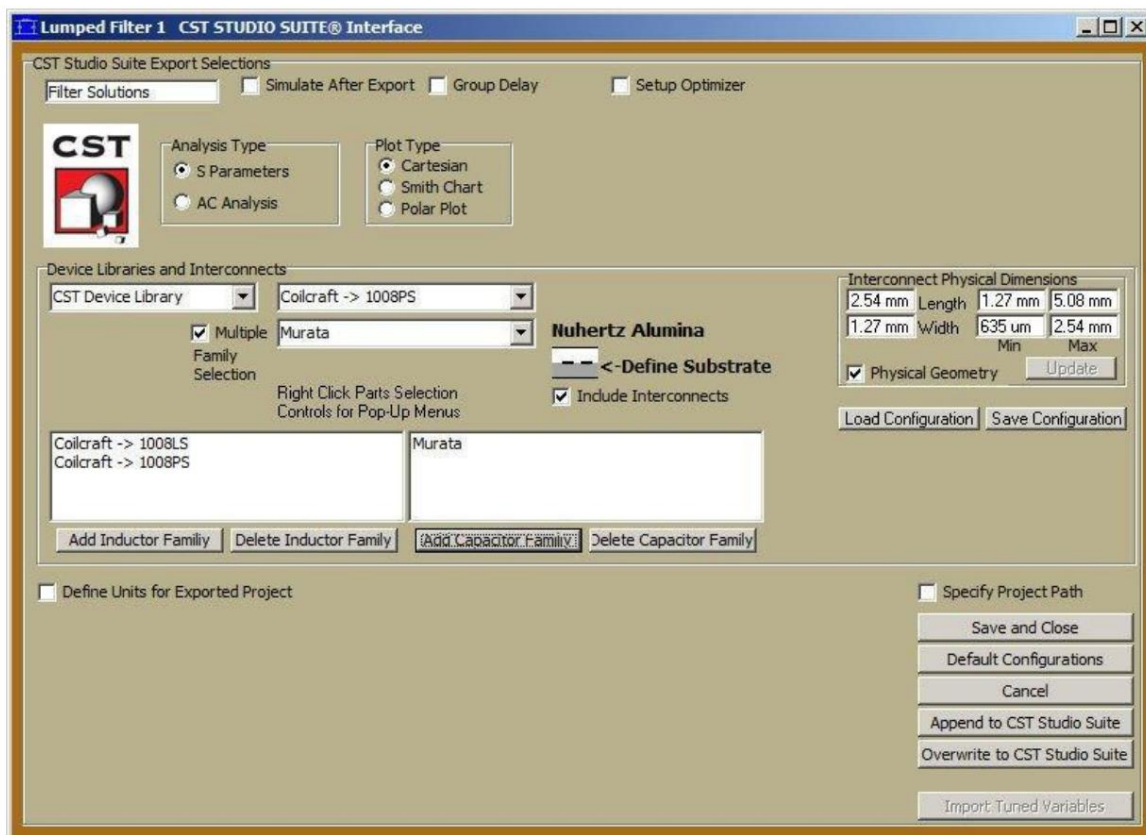 Lumped Filter 1 CST STUDIO SUITE® Interface
CST Studio Suite Export Selections
Filter Solutions
Simulate After Export
Group Delay
Setup Optimizer
CST
Analysis Type
S Parameters
AC Analysis
Plot Type
Cartesian
Smith Chart
Polar Plot
Device Libraries and Interconnects
CST Device Library
Coilcraft -> 1008PS
Multiple
Family
Selection
Murata
Right Click Parts Selection
Controls for Pop-Up Menus
Nuhertz Alumina
<-Define Substrate
Include Interconnects
Interconnect Physical Dimensions
2.54 mm Length 1.27 mm 5.08 mm
1.27 mm Width 635 um 2.54 mm
Min Max
Physical Geometry
Update
Load Configuration
Save Configuration
Coilcraft -> 1008LS
Coilcraft -> 1008PS
Murata
Add Inductor Familiy
Delete Inductor Family
Add Capacitor Familiy
Delete Capacitor Family
Define Units for Exported Project
Specify Project Path
Save and Close
Default Configurations
Cancel
Append to CST Studio Suite
Overwrite to CST Studio Suite
Import Tuned Variables